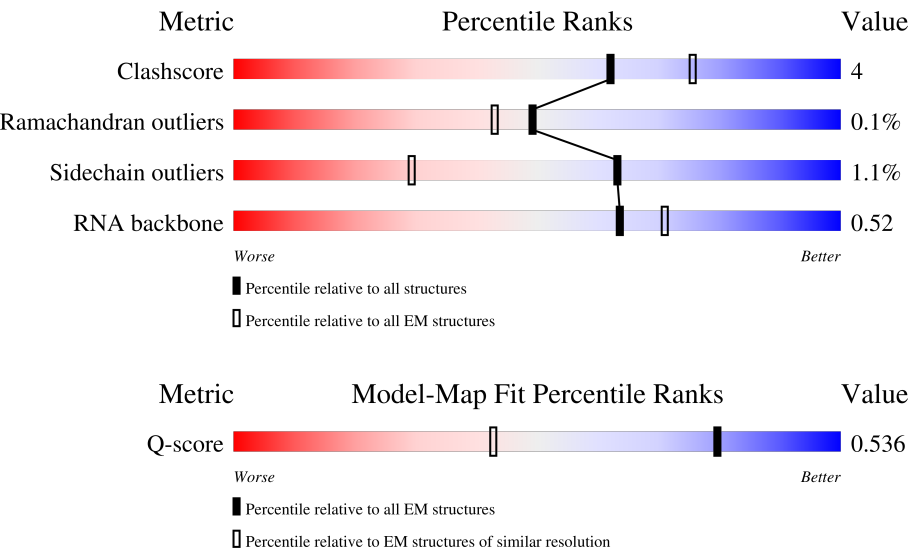 Metric Percentile Ranks Value
Clashscore 4
Ramachandran outliers 0.1%
Sidechain outliers 1.1%
RNA backbone 0.52
Worse Better
Percentile relative to all structures
Percentile relative to all EM structures
Metric Model-Map Fit Percentile Ranks Value
Q-score 0.536
Worse Better
Percentile relative to all EM structures
Percentile relative to EM structures of similar resolution